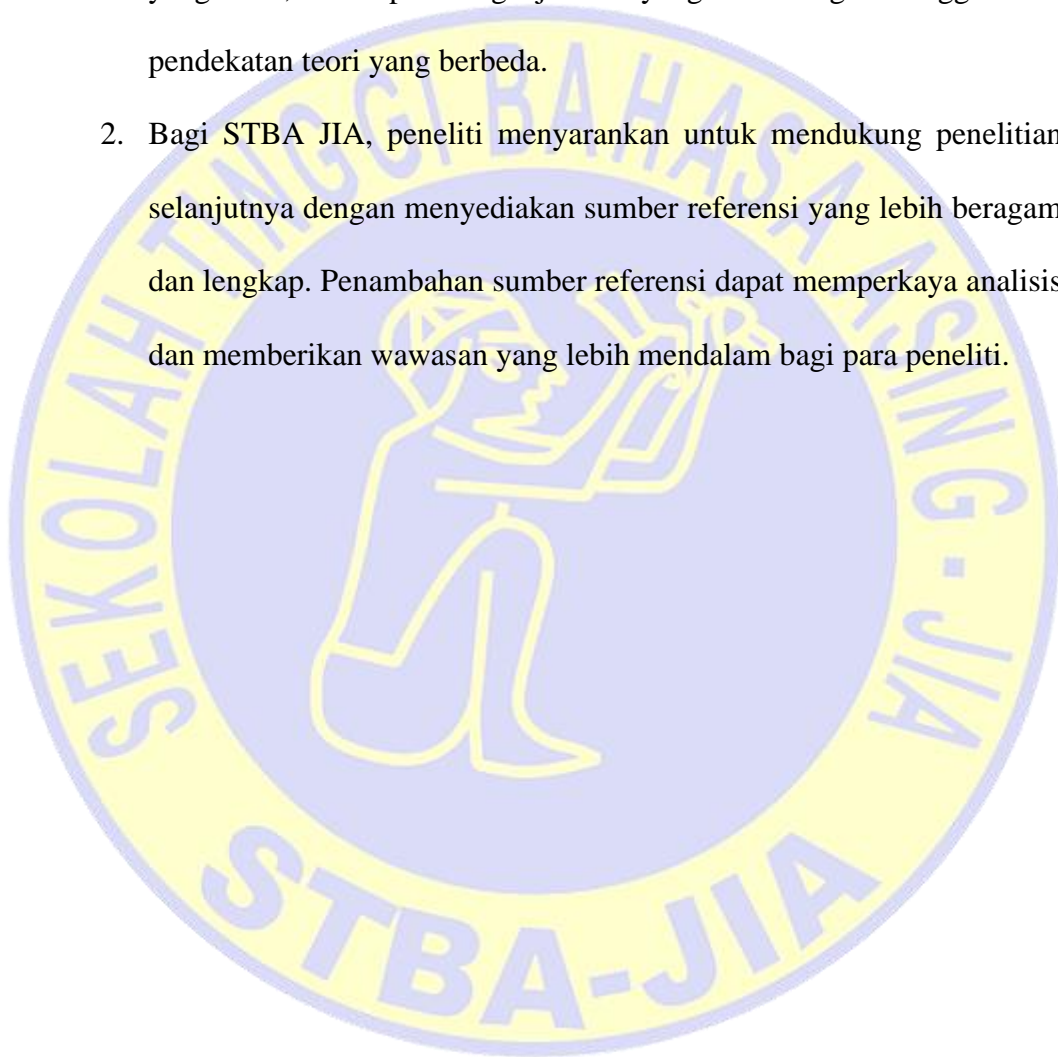 pendekatan teori yang berbeda.
2. Bagi STBA JIA, peneliti menyarankan untuk mendukung penelitian
selanjutnya dengan menyediakan sumber referensi yang lebih beragam
dan lengkap. Penambahan sumber referensi dapat memperkaya analisis
dan memberikan wawasan yang lebih mendalam bagi para peneliti.
SEKOLAH TINGGI BAHASA ASING - JIA
STBA-JIA